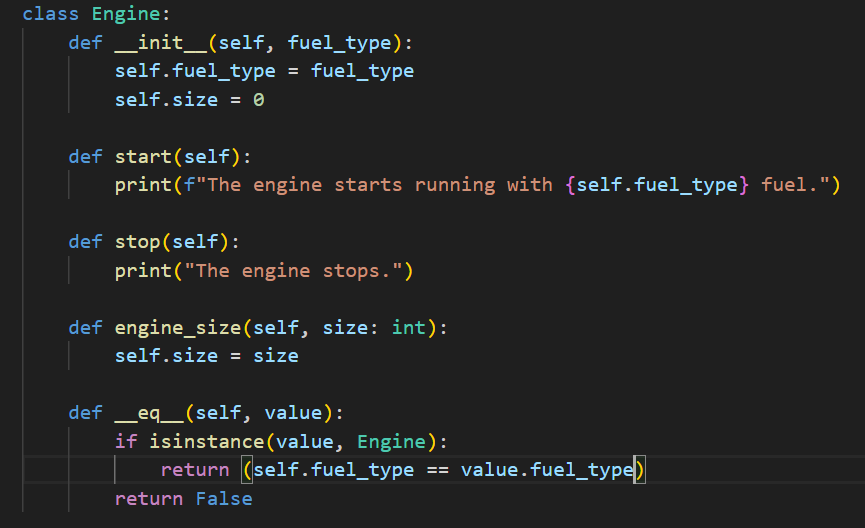 class Engine:
    def __init__(self, fuel_type):
        self.fuel_type = fuel_type
        self.size = 0
    def start(self):
        print(f"The engine starts running with {self.fuel_type} fuel.")
    def stop(self):
        print("The engine stops.")
    def engine_size(self, size: int):
        self.size = size
    def __eq__(self, value):
        if isinstance(value, Engine):
            return (self.fuel_type == value.fuel_type)
        return False